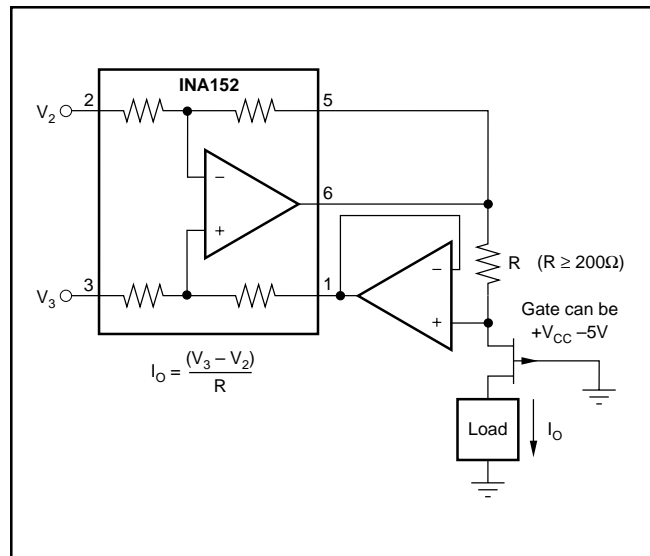 INA152
V2 2 5
− 
6
+
V3 3 1
−
+
R (R ≥ 200Ω)
Gate can be
+VCC –5V
IO = (V3 – V2)
R
Load IO